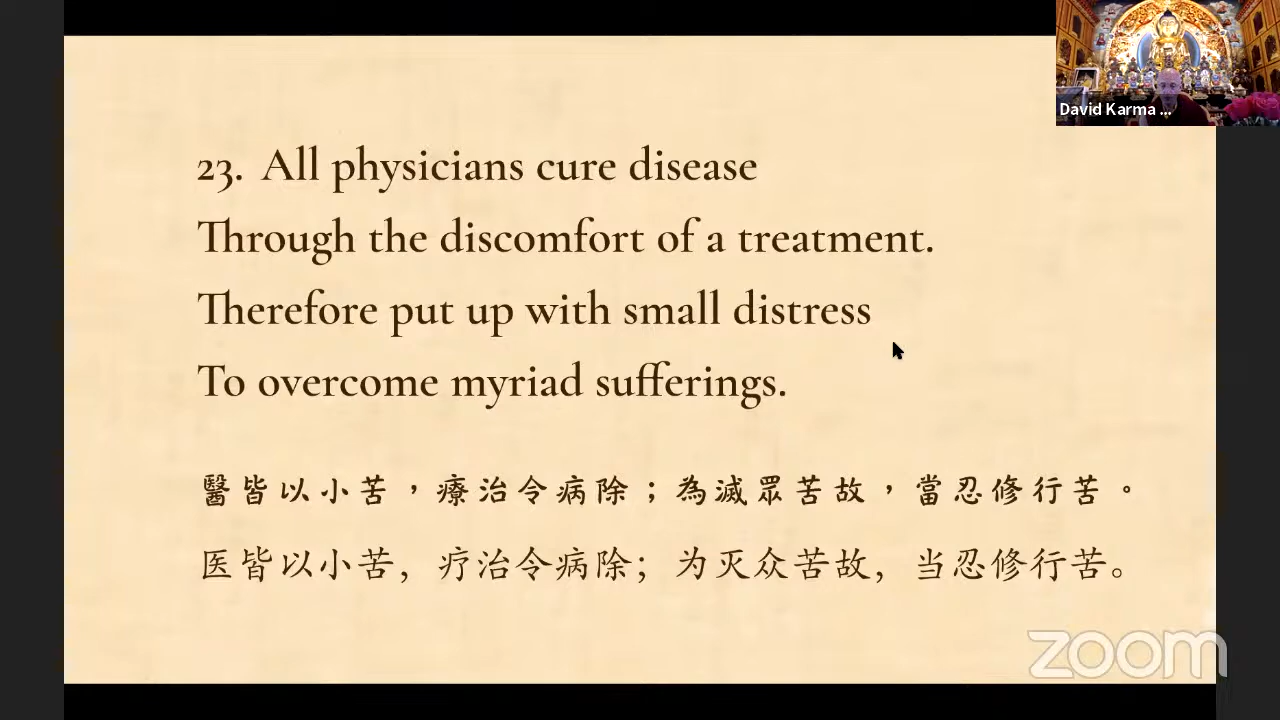 David Karma ...
23. All physicians cure disease
Through the discomfort of a treatment.
Therefore put up with small distress
To overcome myriad sufferings.
醫皆以小苦，療治令病除；為滅眾苦故，當忍修行苦。
医皆以小苦，疗治令病除；为灭众苦故，当忍修行苦。
zoom